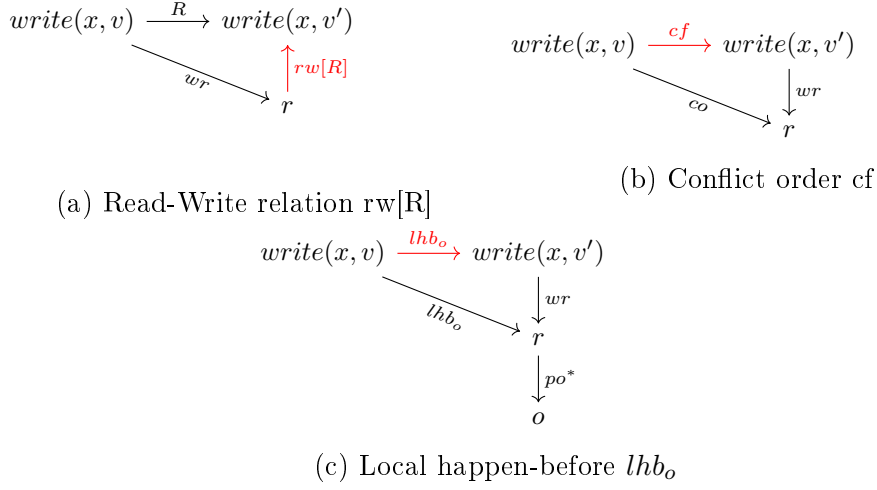 write(x, v) R write(x, v′)
wr
rw[R]
r
(a) Read-Write relation rw[R]
write(x, v) cf write(x, v′)
co
wr
r
(b) Conflict order cf
write(x, v) lhb_o write(x, v′)
lhb_o
wr
r
po*
o
(c) Local happen-before lhb_o